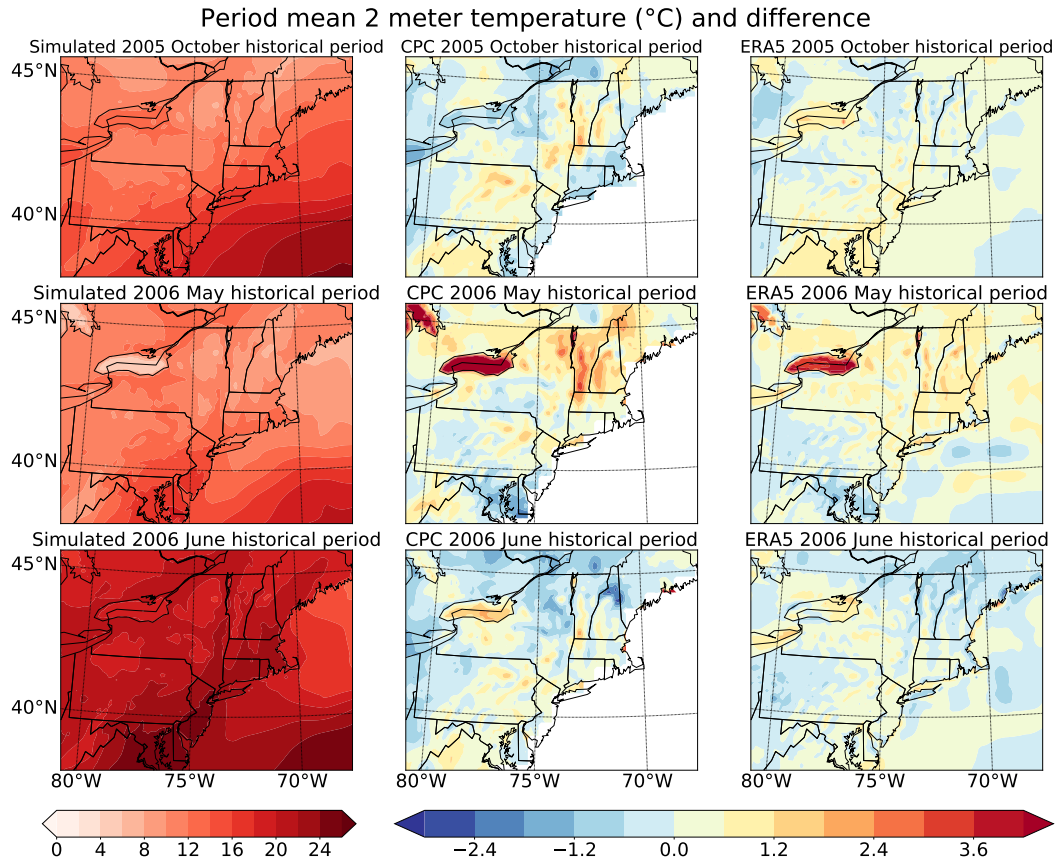 Period mean 2 meter temperature (°C) and difference
Simulated 2005 October historical period
CPC 2005 October historical period
ERA5 2005 October historical period
45°N
40°N
Simulated 2006 May historical period
CPC 2006 May historical period
ERA5 2006 May historical period
45°N
40°N
Simulated 2006 June historical period
CPC 2006 June historical period
ERA5 2006 June historical period
45°N
40°N
80°W 75°W 70°W
80°W 75°W 70°W
80°W 75°W 70°W
0 4 8 12 16 20 24
−2.4 −1.2 0.0 1.2 2.4 3.6